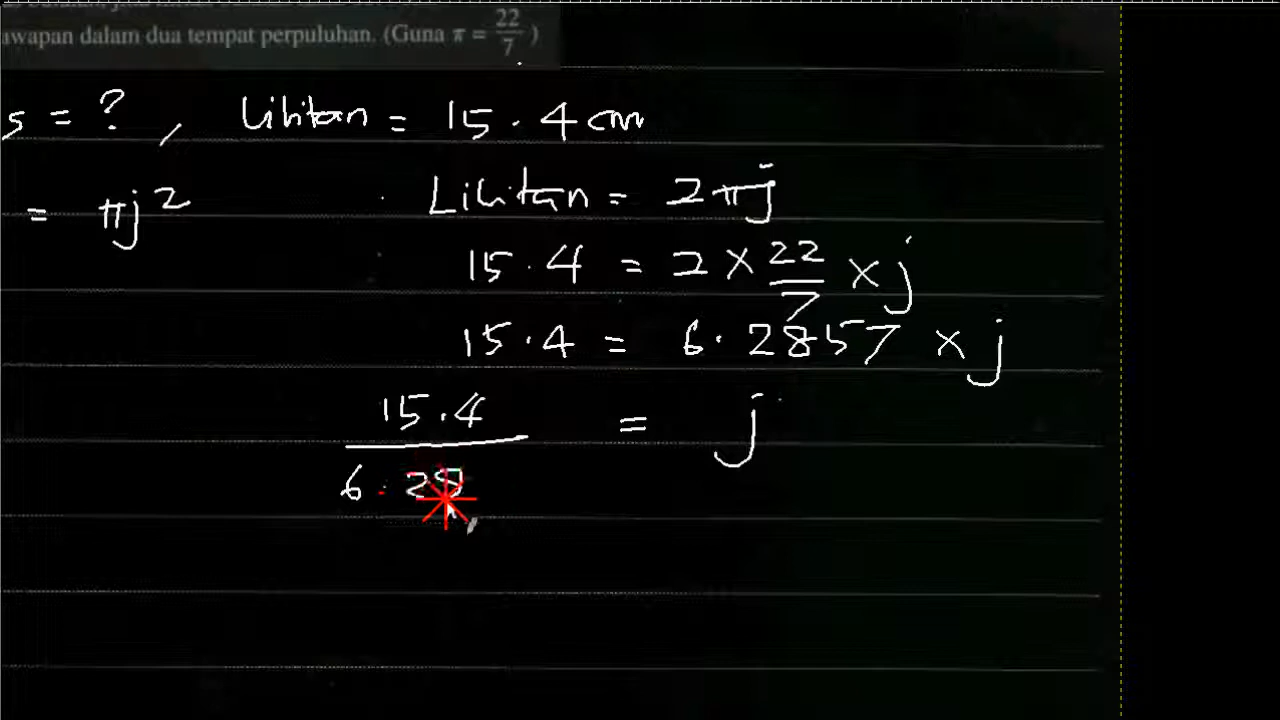 awapan dalam dua tempat perpuluhan. (Guna π = 22/7)
s = ? , Lilitan = 15.4 cm
= πj²
Lilitan = 2πj
15.4 = 2 × 22/7 × j
15.4 = 6.2857 × j
15.4/6.28 = j